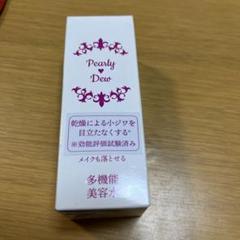 Pearly
Dew
乾燥による小ジワを
目立たなくする*
※効能評価試験済み
メイクも落とせる
多機能
美容水